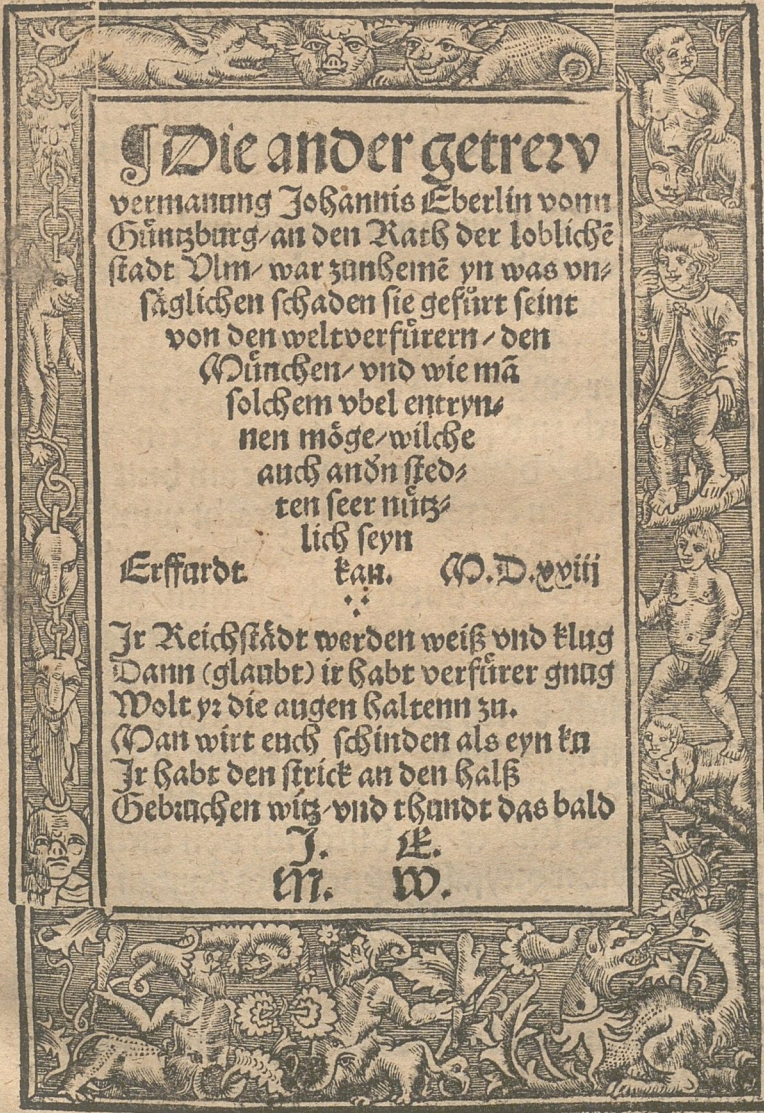 ¶Die ander getrew
vermanung Johannis Eberlin vonn
Güntzburg/an den Rath der loblichē
stadt Vlm/ war zunhemē yn was vn⸗
säglichen schaden sie gefürt seint
von den weltverfürern/ den
München/ vnd wie mā
solchem vbel entryn⸗
nen möge/wilche
auch andn̄ sted⸗
ten seer nütz⸗
lich seyn
Erffurdt. kan. M.D.xxiii
Jr Reichstädt werden weiß vnd klug
Dann (glaubt) ir habt verfürer gnug
Wolt yr die augen haltenn zu.
Man wirt euch schinden als eyn ku
Jr habt den strick an den halß
Gebruchen witz/vnd thundt das bald
J. E.
M. W.